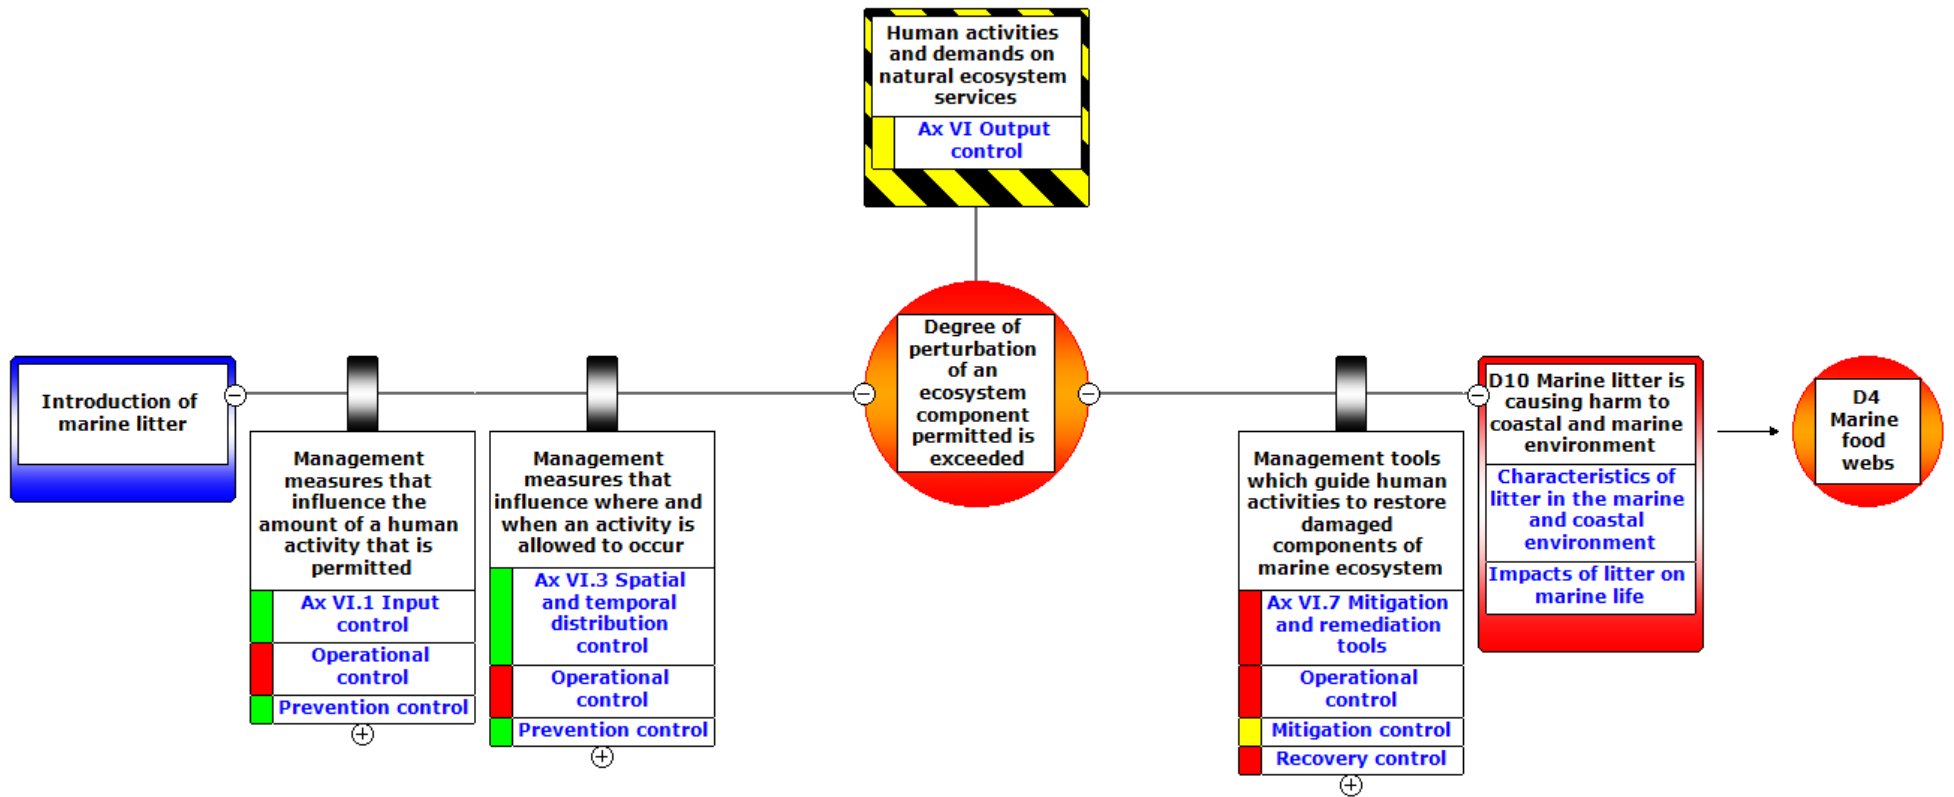 Human activities
and demands on
natural ecosystem
services
Ax VI Output
control
Introduction of
marine litter
Management
measures that
influence the
amount of a human
activity that is
permitted
Ax VI.1 Input
control
Operational
control
Prevention control
Management
measures that
influence where and
when an activity is
allowed to occur
Ax VI.3 Spatial
and temporal
distribution
control
Operational
control
Prevention control
Degree of
perturbation
of an
ecosystem
component
permitted is
exceeded
Management tools
which guide human
activities to restore
damaged
components of
marine ecosystem
Ax VI.7 Mitigation
and remediation
tools
Operational
control
Mitigation control
Recovery control
D10 Marine litter is
causing harm to
coastal and marine
environment
Characteristics of
litter in the marine
and coastal
environment
Impacts of litter on
marine life
D4
Marine
food
webs